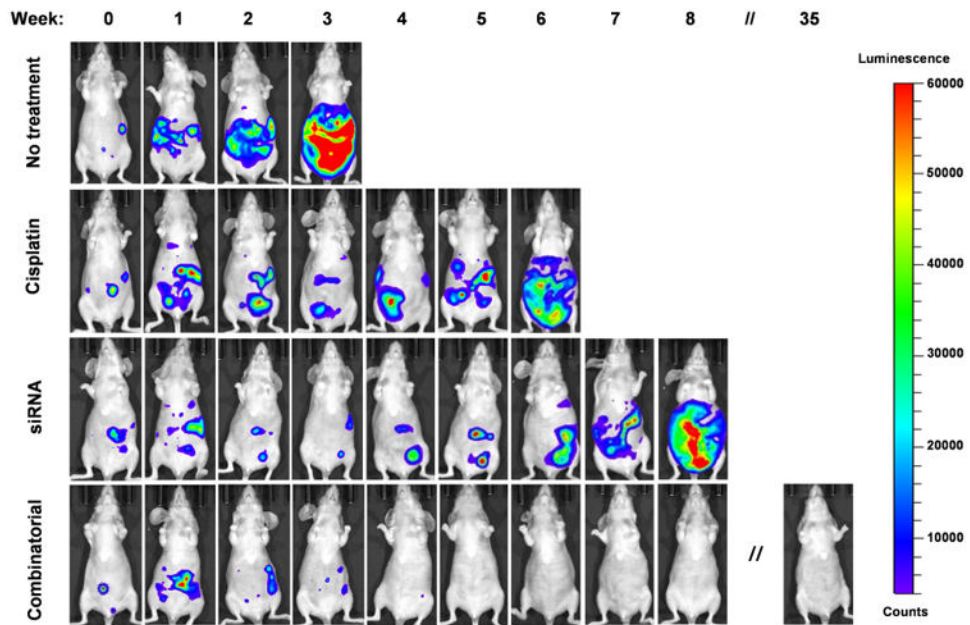 Week: 0 1 2 3 4 5 6 7 8 // 35
Luminescence
No treatment
60000
50000
Cisplatin
40000
30000
siRNA
20000
10000
Combinatorial
//
Counts